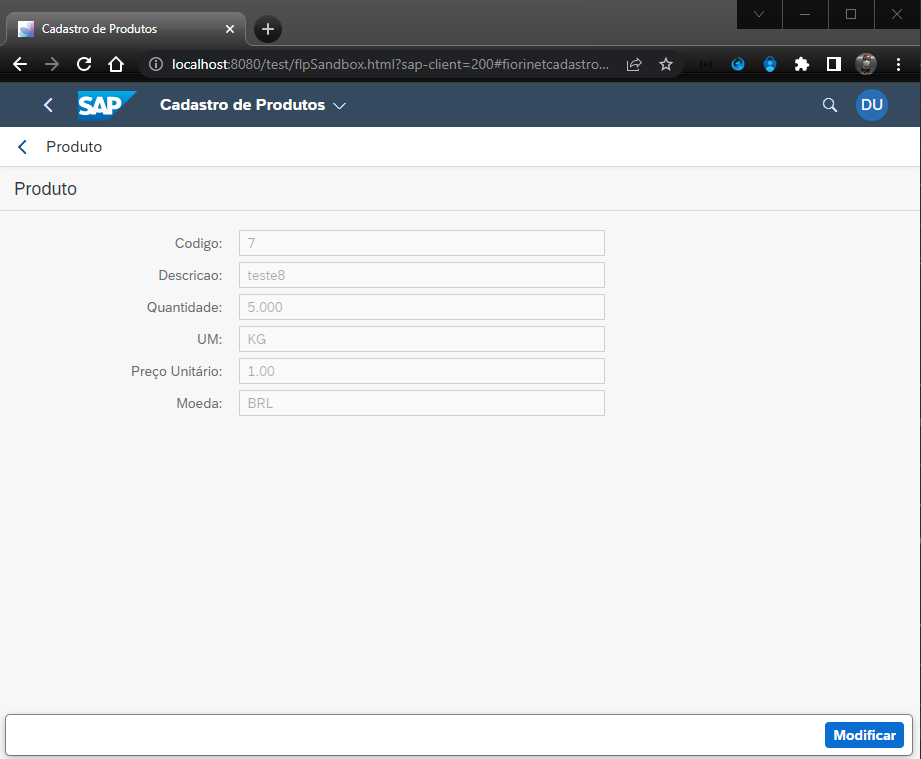 Cadastro de Produtos
localhost:8080/test/flpSandbox.html?sap-client=200#fiorinetcadastro...
SAP Cadastro de Produtos DU
Produto
Produto
Codigo: 7
Descricao: teste8
Quantidade: 5.000
UM: KG
Preço Unitário: 1.00
Moeda: BRL
Modificar